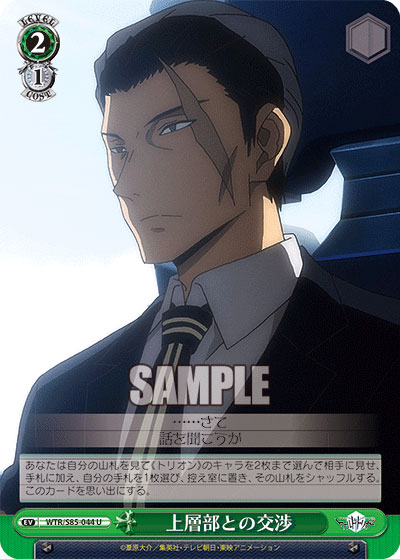 LEVEL
2
1
COST
SAMPLE
……さて
話を聞こうか
あなたは自分の山札を見て《トリオン》のキャラを2枚まで選んで相手に見せ、
手札に加え、自分の手札を1枚選び、控え室に置き、その山札をシャッフルする。
このカードを思い出にする。
EV WTR/S85-044 U 上層部との交渉
©葦原大介/集英社・テレビ朝日・東映アニメーション